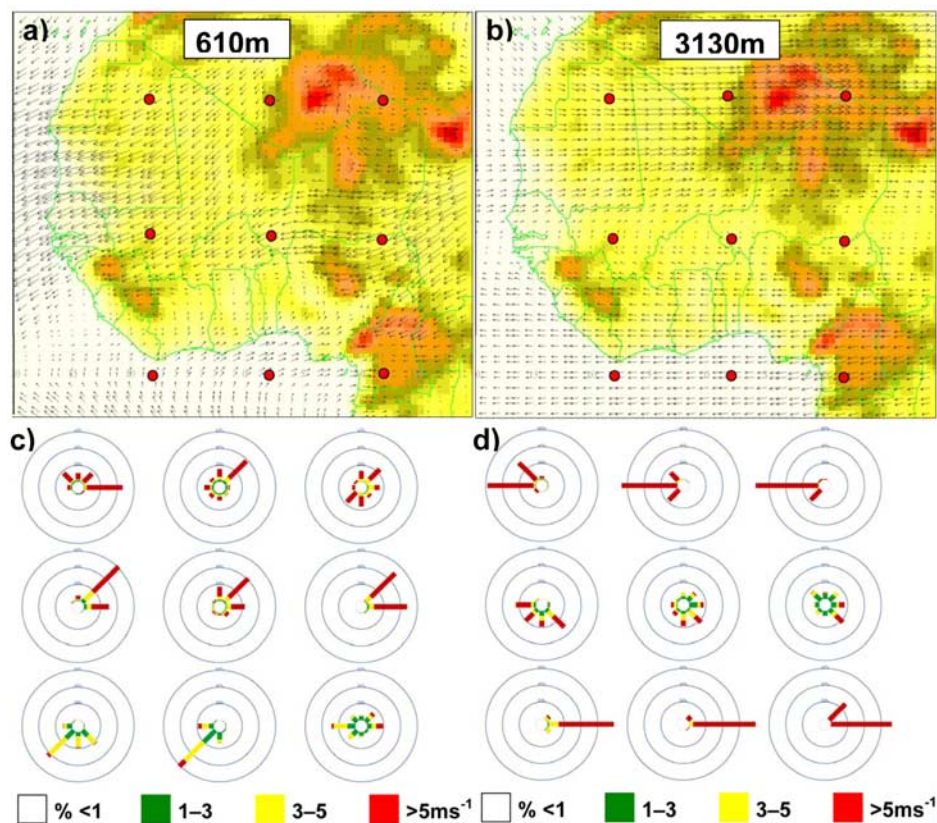 a)
610m
b)
3130m
c)
d)
% <1
1–3
3–5
>5ms⁻¹
% <1
1–3
3–5
>5ms⁻¹